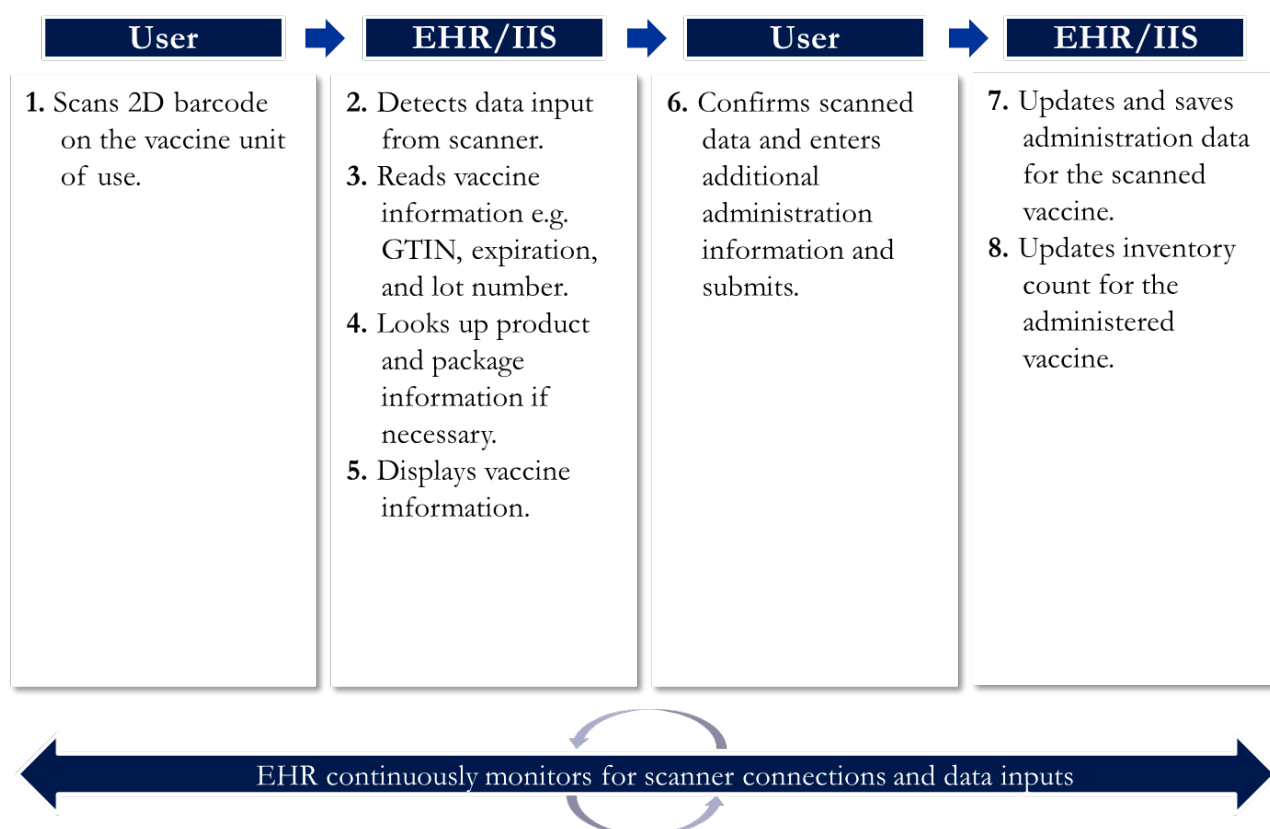 User
EHR/IIS
User
EHR/IIS
1. Scans 2D barcode
on the vaccine unit
of use.
2. Detects data input
from scanner.
3. Reads vaccine
information e.g.
GTIN, expiration,
and lot number.
4. Looks up product
and package
information if
necessary.
5. Displays vaccine
information.
6. Confirms scanned
data and enters
additional
administration
information and
submits.
7. Updates and saves
administration data
for the scanned
vaccine.
8. Updates inventory
count for the
administered
vaccine.
EHR continuously monitors for scanner connections and data inputs